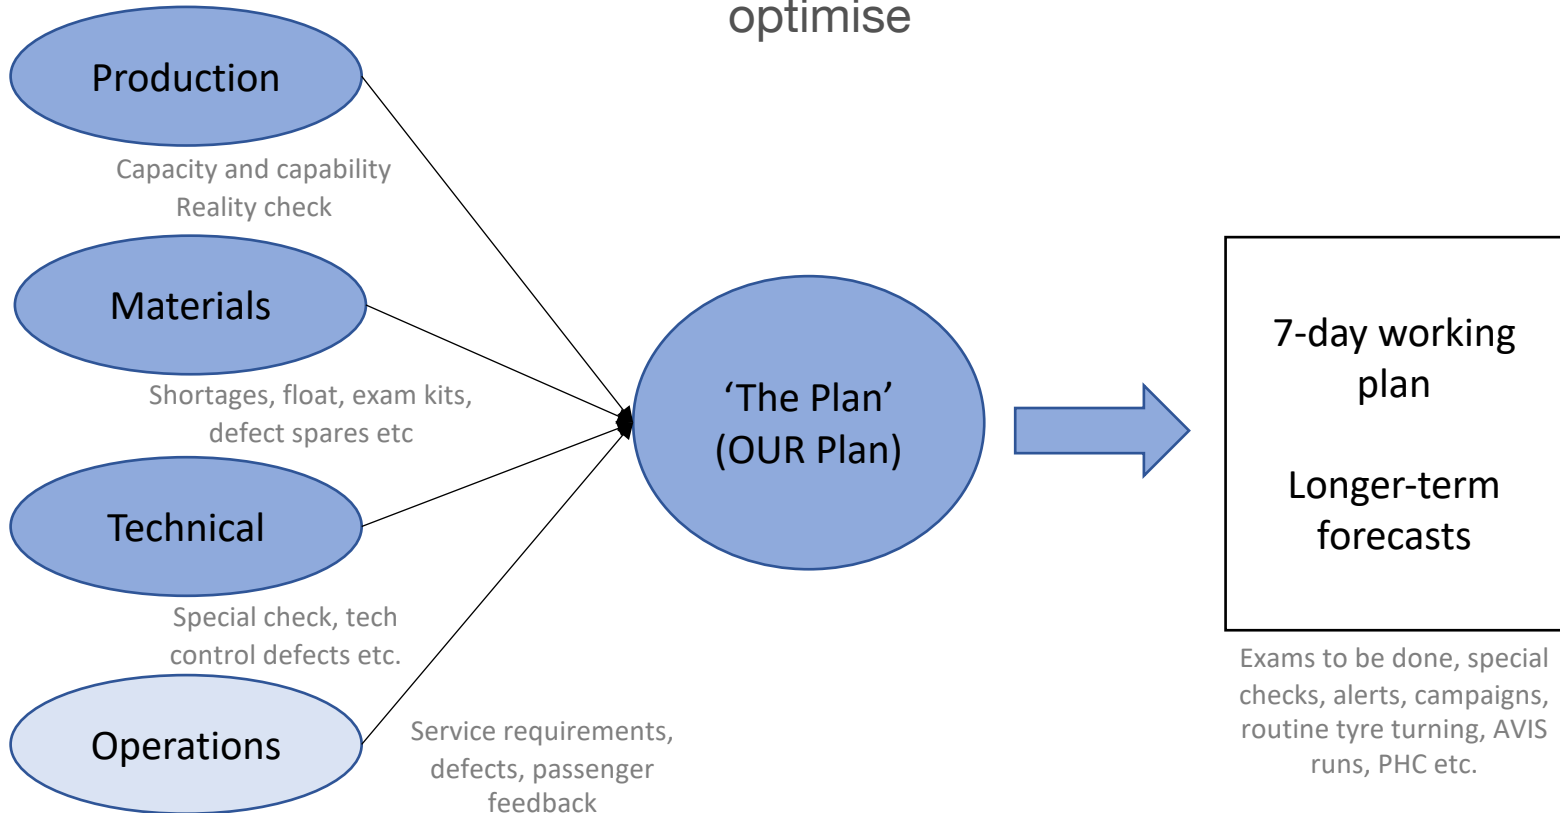 optimise
Production
Capacity and capability
Reality check
Materials
Shortages, float, exam kits,
defect spares etc
Technical
Special check, tech
control defects etc.
Operations
Service requirements,
defects, passenger
feedback
‘The Plan’
(OUR Plan)
7-day working
plan
Longer-term
forecasts
Exams to be done, special
checks, alerts, campaigns,
routine tyre turning, AVIS
runs, PHC etc.